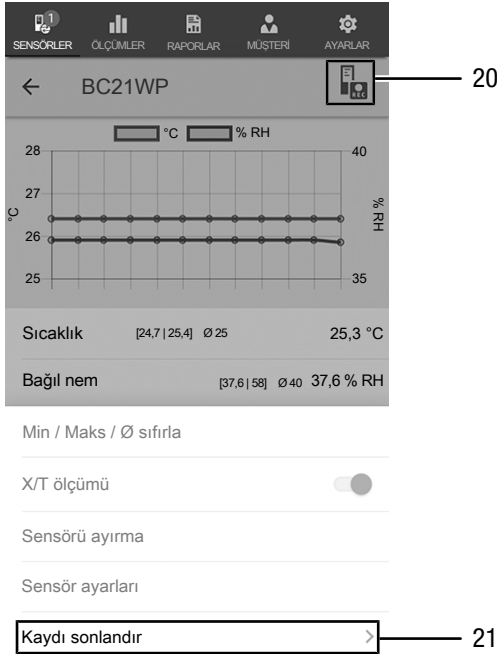 1
SENSÖRLER ÖLÇÜMLER RAPORLAR MÜŞTERİ AYARLAR
BC21WP
REC
20
°C % RH
28 40
27
°C % RH
26
25 35
Sıcaklık [24,7 | 25,4] Ø 25 25,3 °C
Bağıl nem [37,6 | 58] Ø 40 37,6 % RH
Min / Maks / Ø sıfırla
X/T ölçümü
Sensörü ayırma
Sensör ayarları
Kaydı sonlandır 21